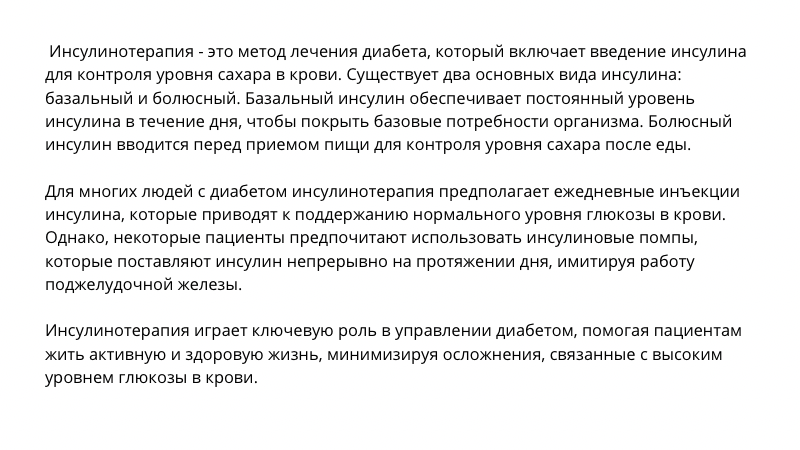 Инсулинотерапия - это метод лечения диабета, который включает введение инсулина
для контроля уровня сахара в крови. Существует два основных вида инсулина:
базальный и болюсный. Базальный инсулин обеспечивает постоянный уровень
инсулина в течение дня, чтобы покрыть базовые потребности организма. Болюсный
инсулин вводится перед приемом пищи для контроля уровня сахара после еды.

Для многих людей с диабетом инсулинотерапия предполагает ежедневные инъекции
инсулина, которые приводят к поддержанию нормального уровня глюкозы в крови.
Однако, некоторые пациенты предпочитают использовать инсулиновые помпы,
которые поставляют инсулин непрерывно на протяжении дня, имитируя работу
поджелудочной железы.

Инсулинотерапия играет ключевую роль в управлении диабетом, помогая пациентам
жить активную и здоровую жизнь, минимизируя осложнения, связанные с высоким
уровнем глюкозы в крови.